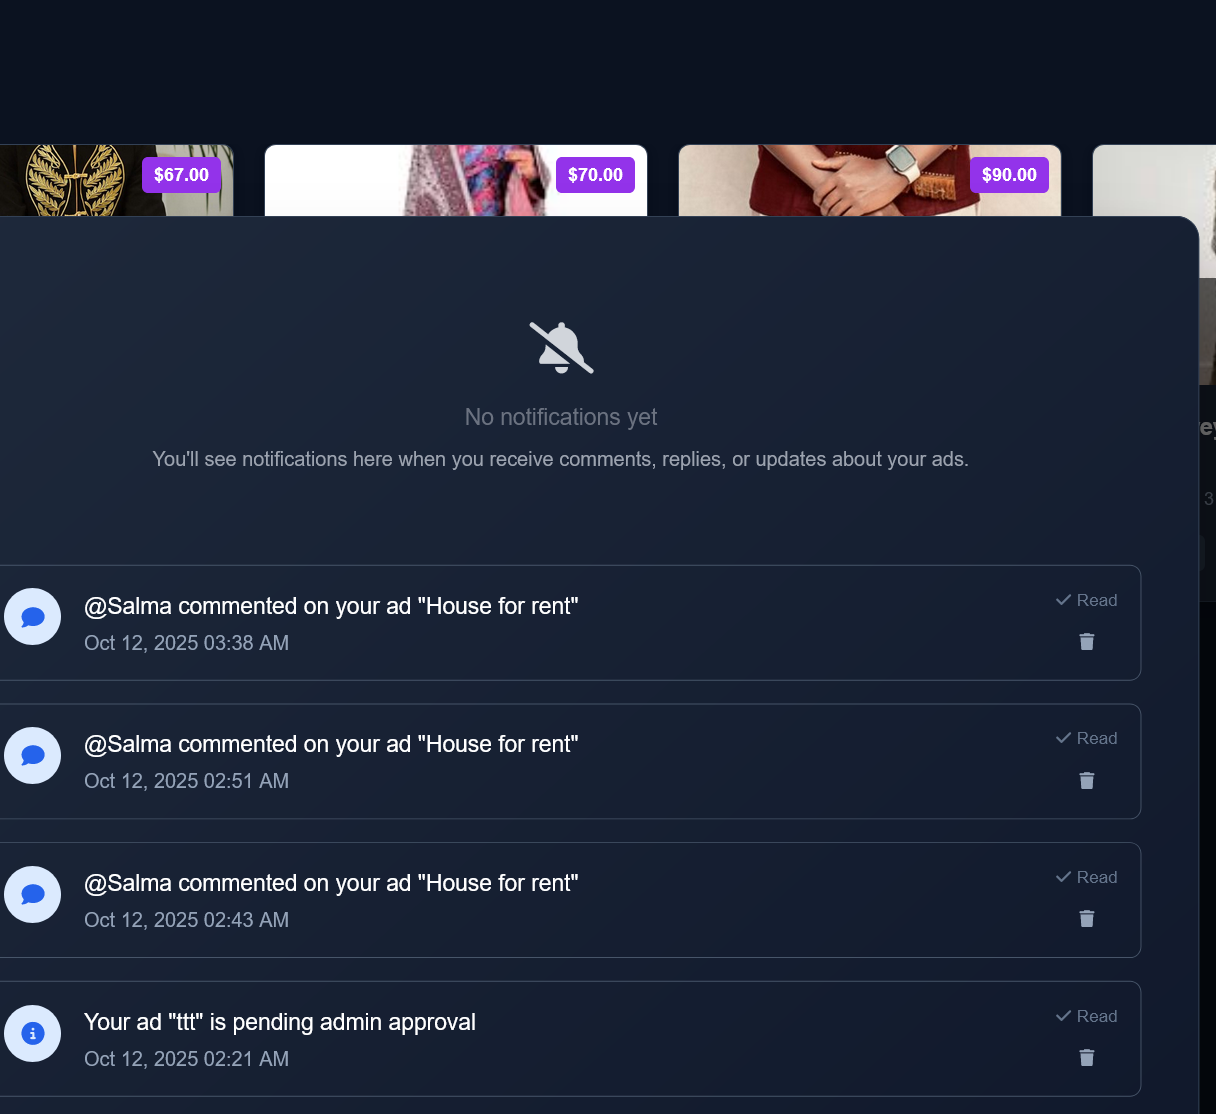 $67.00
$70.00
$90.00
No notifications yet
You'll see notifications here when you receive comments, replies, or updates about your ads.
@Salma commented on your ad "House for rent"
Read
Oct 12, 2025 03:38 AM
@Salma commented on your ad "House for rent"
Read
Oct 12, 2025 02:51 AM
@Salma commented on your ad "House for rent"
Read
Oct 12, 2025 02:43 AM
Your ad "ttt" is pending admin approval
Read
Oct 12, 2025 02:21 AM
3